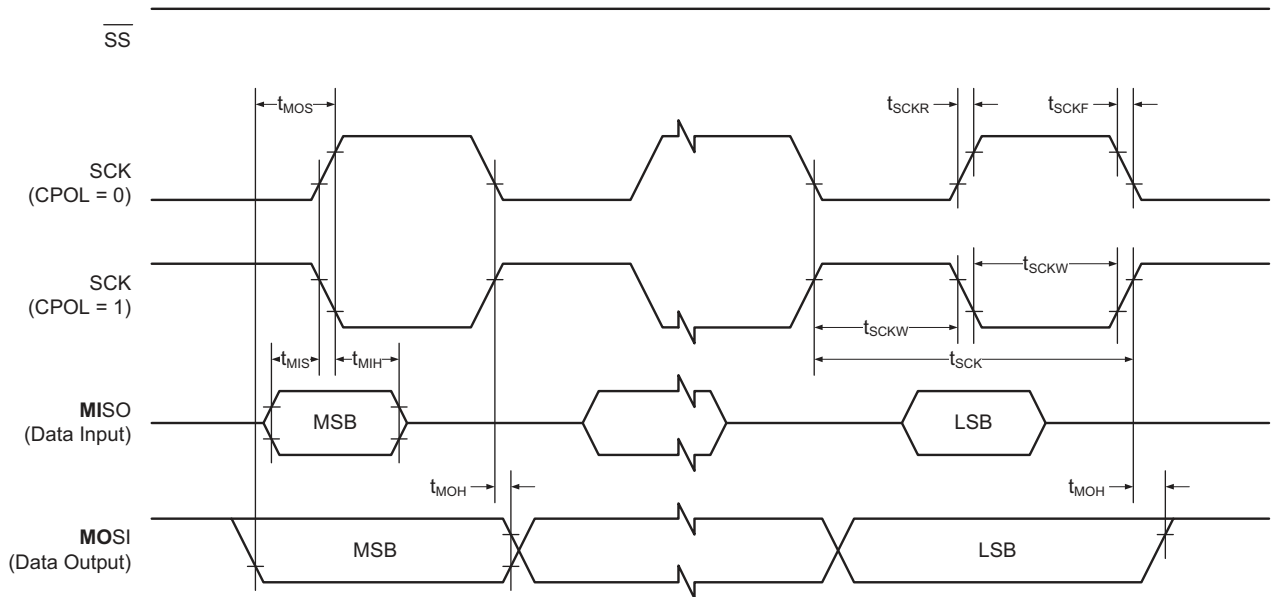 SS
tMOS
tSCKR
tSCKF
SCK
(CPOL = 0)
SCK
(CPOL = 1)
tSCKW
tSCKW
tSCK
tMIS
tMIH
MISO
(Data Input)
MSB
LSB
tMOH
tMOH
MOSI
(Data Output)
MSB
LSB